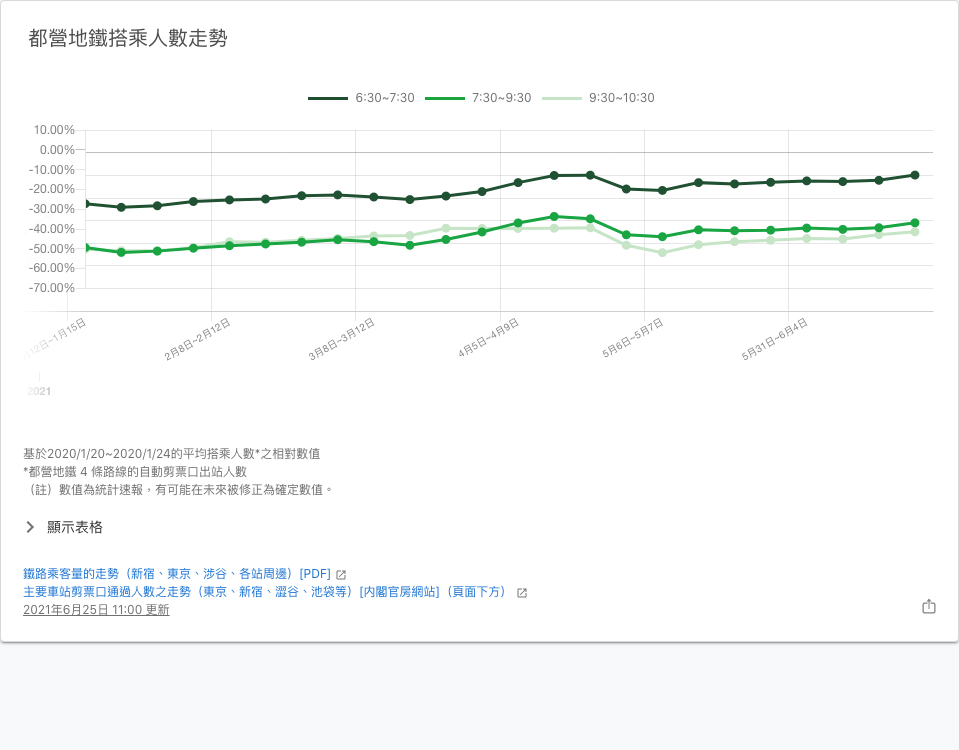 都營地鐵搭乘人數走勢
6:30~7:30 7:30~9:30 9:30~10:30
10.00%
0.00%
-10.00%
-20.00%
-30.00%
-40.00%
-50.00%
-60.00%
-70.00%
12日~1月15日
2月8日~2月12日
3月8日~3月12日
4月5日~4月9日
5月6日~5月7日
5月31日~6月4日
2021
基於2020/1/20~2020/1/24的平均搭乘人數*之相對數值
*都營地鐵 4 條路線的自動剪票口出站人數
（註）數值為統計速報，有可能在未來被修正為確定數值。
顯示表格
鐵路乘客量的走勢（新宿、東京、涉谷、各站周邊）[PDF]
主要車站剪票口通過人數之走勢（東京、新宿、澀谷、池袋等）[内閣官房網站]（頁面下方）
2021年6月25日 11:00 更新